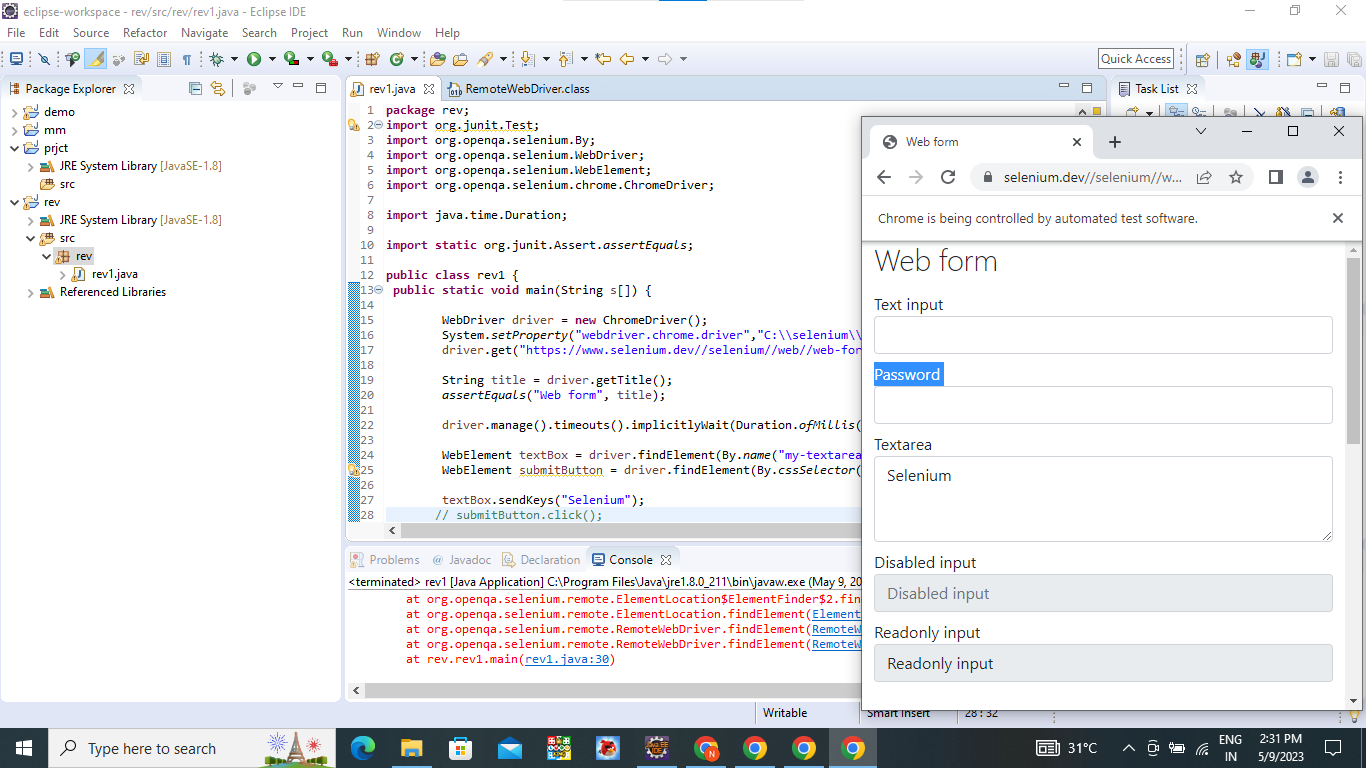 eclipse-workspace - rev/src/rev/rev1.java - Eclipse IDE
File Edit Source Refactor Navigate Search Project Run Window Help
Quick Access
Package Explorer
demo
mm
prjct
JRE System Library [JavaSE-1.8]
src
rev
JRE System Library [JavaSE-1.8]
src
rev
rev1.java
Referenced Libraries
rev1.java RemoteWebDriver.class
1 package rev;
2 import org.junit.Test;
3 import org.openqa.selenium.By;
4 import org.openqa.selenium.WebDriver;
5 import org.openqa.selenium.WebElement;
6 import org.openqa.selenium.chrome.ChromeDriver;
7
8 import java.time.Duration;
9
10 import static org.junit.Assert.assertEquals;
11
12 public class rev1 {
13 public static void main(String s[]) {
14
15 WebDriver driver = new ChromeDriver();
16 System.setProperty("webdriver.chrome.driver","C:\\selenium\\
17 driver.get("https://www.selenium.dev//selenium//web//web-for
18
19 String title = driver.getTitle();
20 assertEquals("Web form", title);
21
22 driver.manage().timeouts().implicitlyWait(Duration.ofMillis(
23
24 WebElement textBox = driver.findElement(By.name("my-textarea
25 WebElement submitButton = driver.findElement(By.cssSelector(
26
27 textBox.sendKeys("Selenium");
28 // submitButton.click();
Problems @ Javadoc Declaration Console
<terminated> rev1 [Java Application] C:\Program Files\Java\jre1.8.0_211\bin\javaw.exe (May 9, 20
at org.openqa.selenium.remote.ElementLocation$ElementFinder$2.fin
at org.openqa.selenium.remote.ElementLocation.findElement(Element
at org.openqa.selenium.remote.RemoteWebDriver.findElement(RemoteW
at org.openqa.selenium.remote.RemoteWebDriver.findElement(RemoteW
at rev.rev1.main(rev1.java:30)
Task List
Web form
selenium.dev//selenium//w...
Chrome is being controlled by automated test software.
Web form
Text input
Password
Textarea
Selenium
Disabled input
Disabled input
Readonly input
Readonly input
Writable Smart Insert 28 : 32
Type here to search
31°C
ENG
IN
2:31 PM
5/9/2023